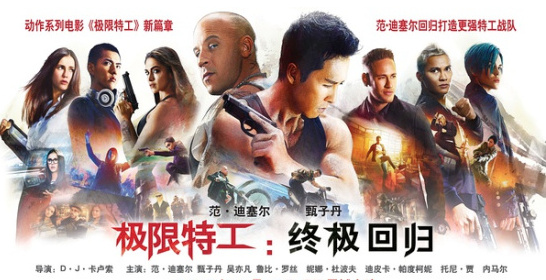 动作系列电影《极限特工》新篇章
范·迪塞尔回归打造更强特工战队
范·迪塞尔 甄子丹
极限特工：终极回归
导演：D·J·卡鲁索 主演：范·迪塞尔 甄子丹 吴亦凡 鲁比·罗丝 妮娜·杜波夫 迪皮卡·帕度柯妮 托尼·贾 内马尔